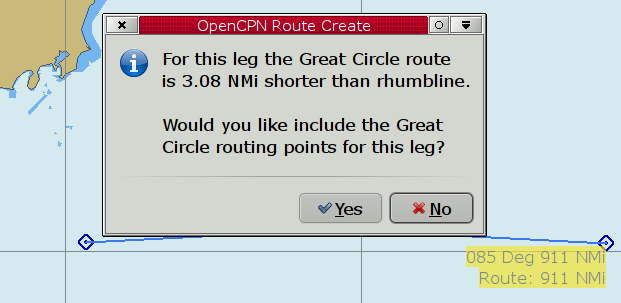 OpenCPN Route Create
For this leg the Great Circle route
is 3.08 NMi shorter than rhumbline.
Would you like include the Great
Circle routing points for this leg?
Yes
No
085 Deg 911 NMi
Route: 911 NMi